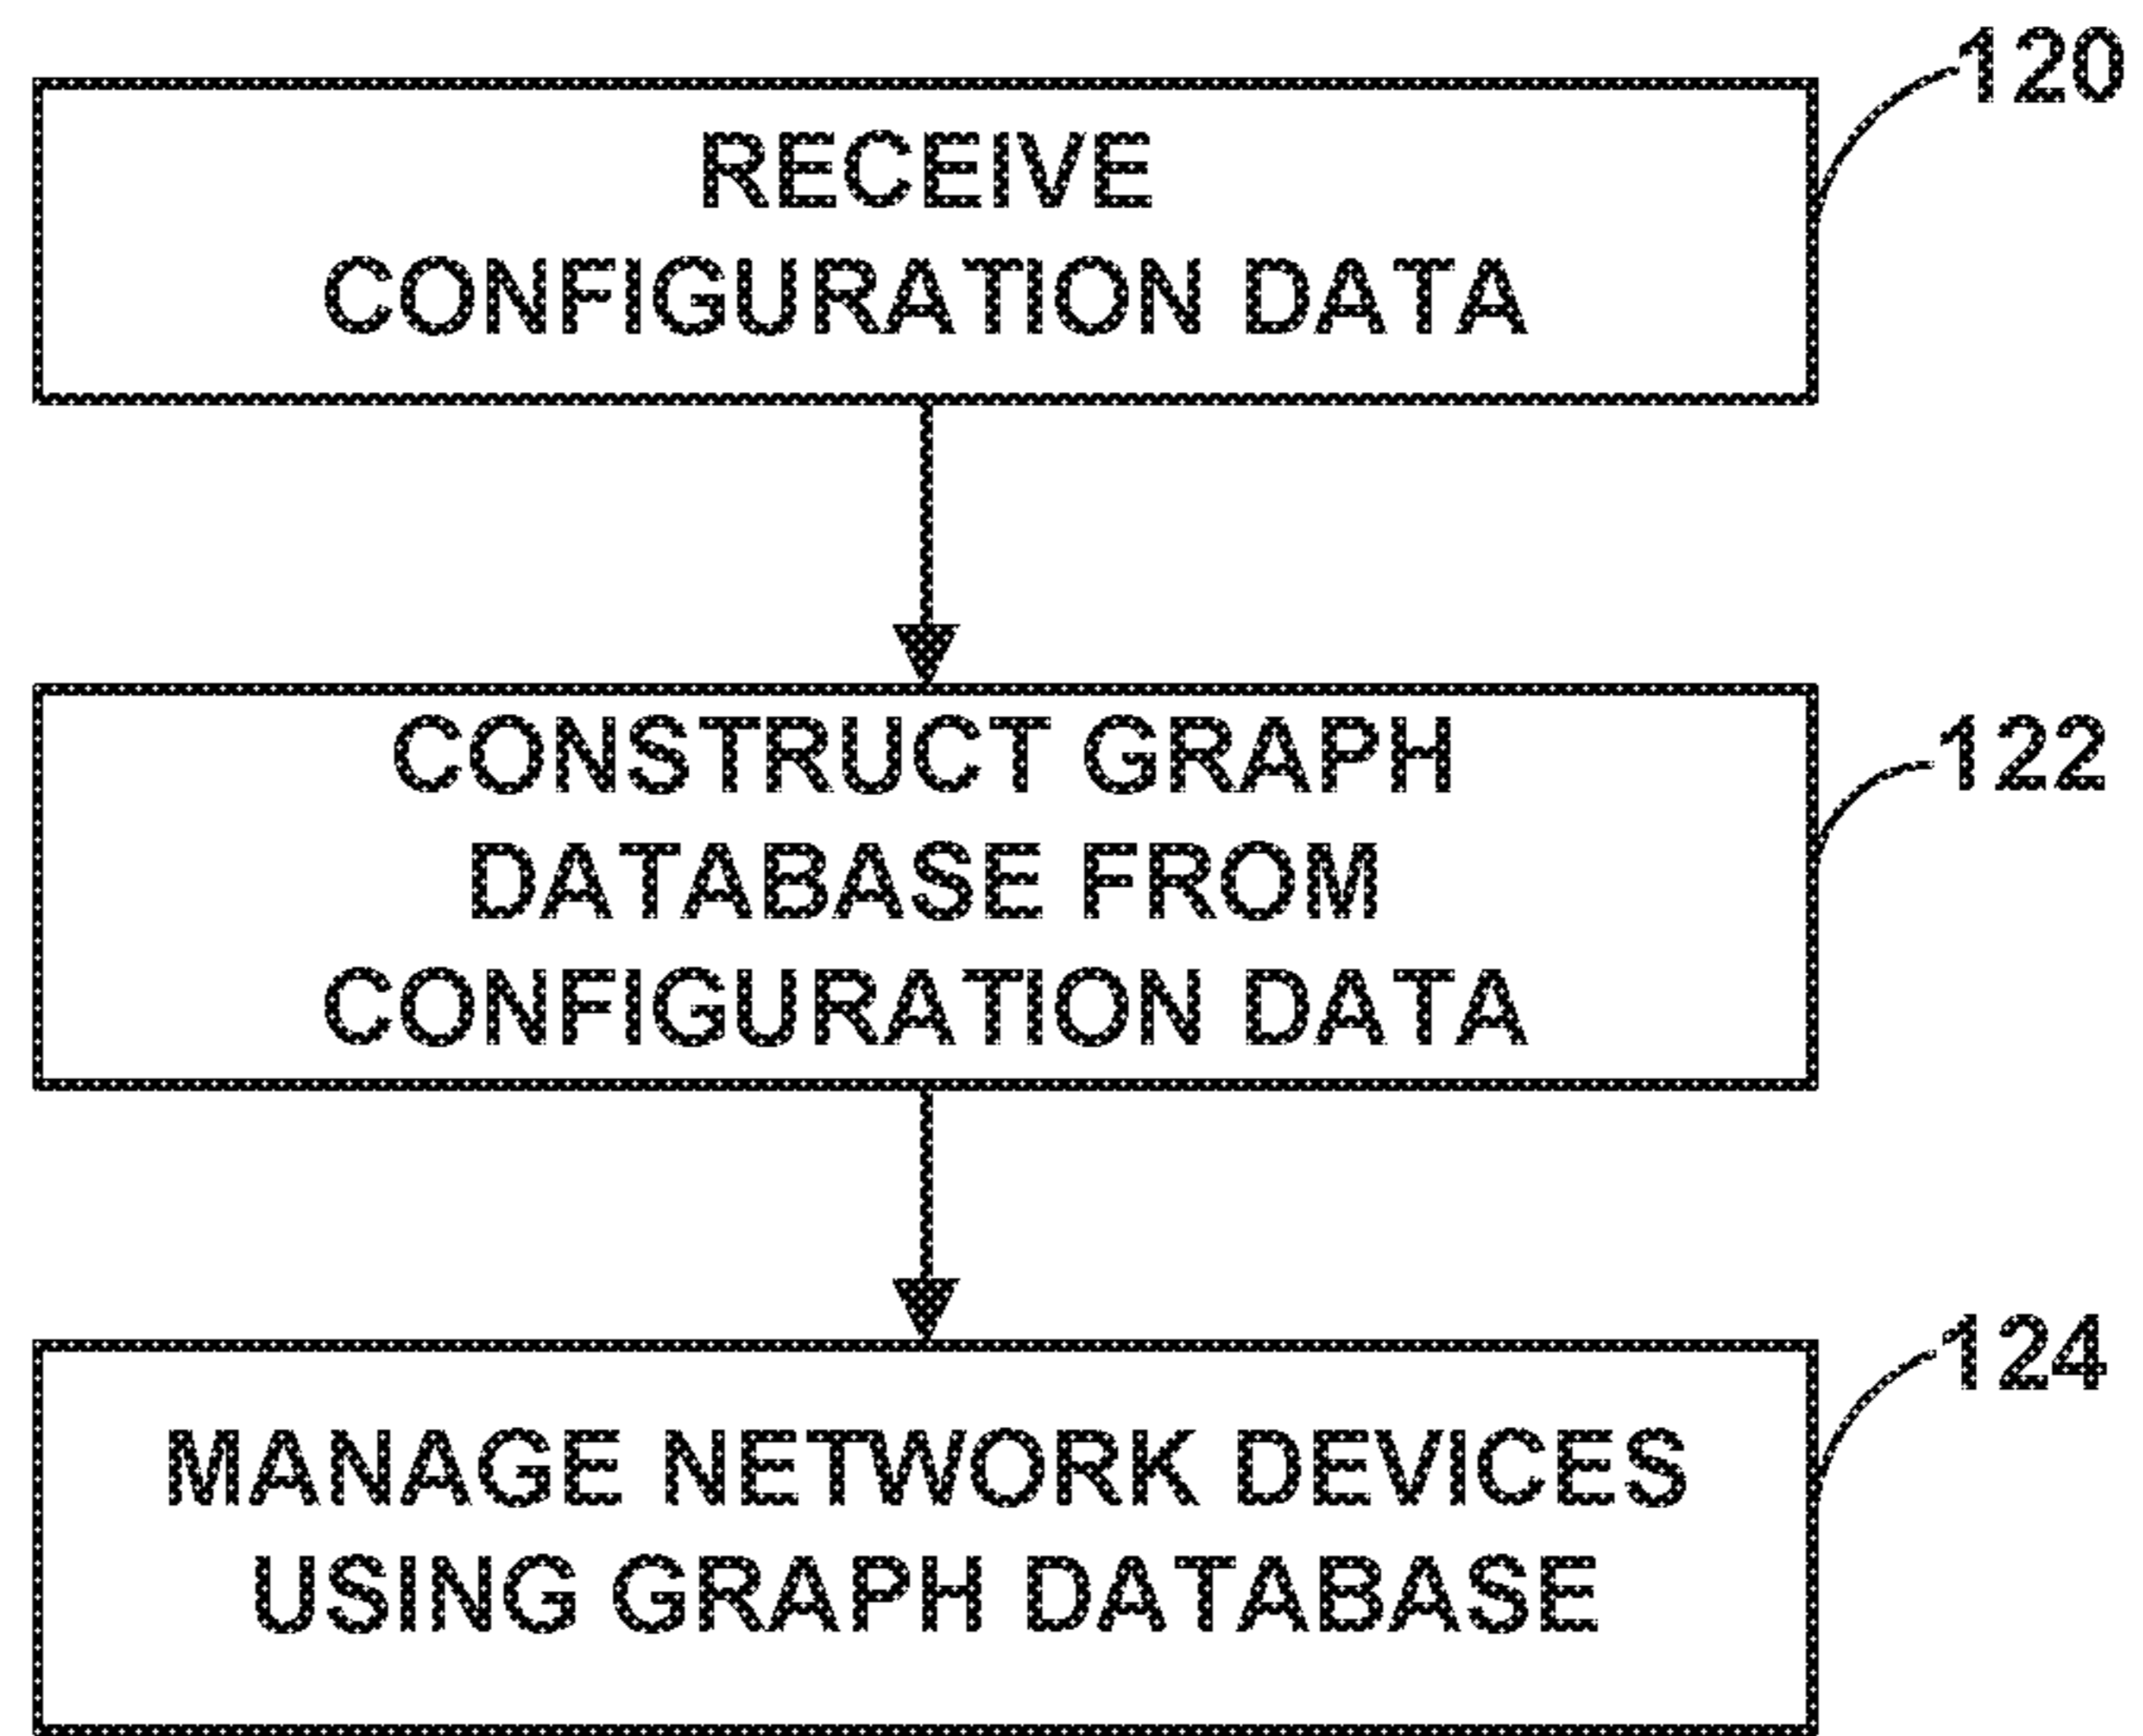 120
RECEIVE
CONFIGURATION DATA
CONSTRUCT GRAPH
DATABASE FROM
CONFIGURATION DATA
122
MANAGE NETWORK DEVICES
USING GRAPH DATABASE
124